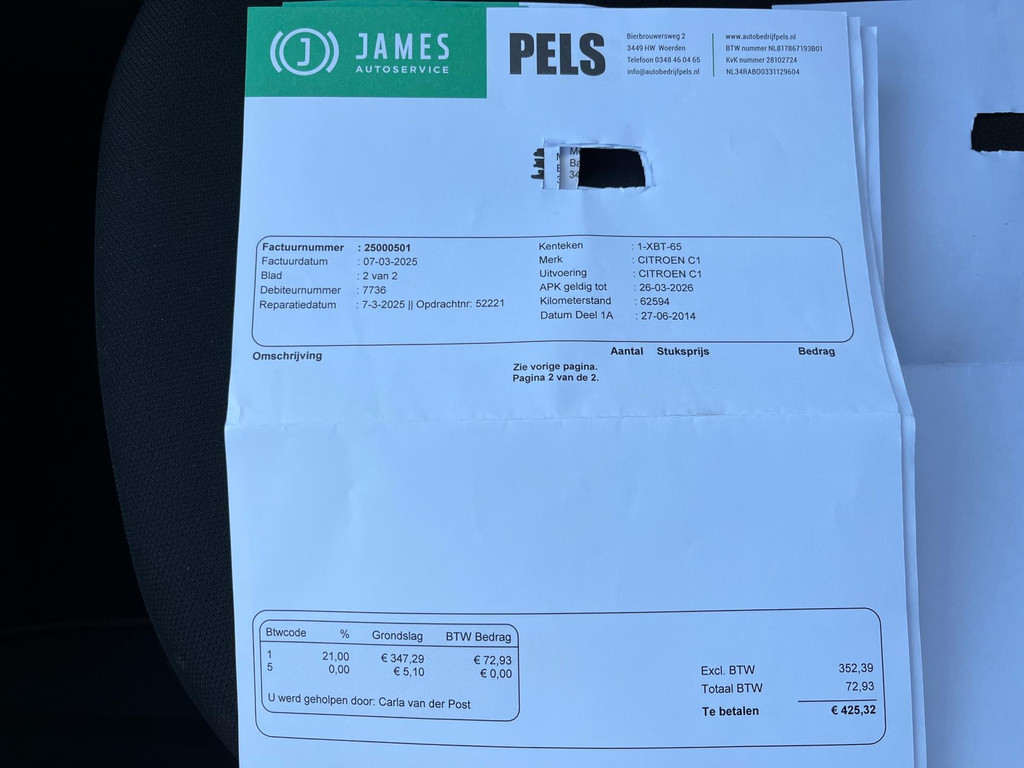 JAMES
AUTOSERVICE
PELS
Bierbrouwersweg 2
3449 HW Woerden
Telefoon 0348 46 04 65
info@autobedrijfpels.nl
www.autobedrijfpels.nl
BTW nummer NL817867193B01
KvK nummer 28102724
NL34RABO0331129604
Factuurnummer : 25000501
Factuurdatum : 07-03-2025
Blad : 2 van 2
Debiteurnummer : 7736
Reparatiedatum : 7-3-2025 || Opdrachtnr: 52221
Kenteken : 1-XBT-65
Merk : CITROEN C1
Uitvoering : CITROEN C1
APK geldig tot : 26-03-2026
Kilometerstand : 62594
Datum Deel 1A : 27-06-2014
Omschrijving Aantal Stuksprijs Bedrag
Zie vorige pagina.
Pagina 2 van de 2.
Btwcode % Grondslag BTW Bedrag
1 21,00 € 347,29 € 72,93
5 0,00 € 5,10 € 0,00
U werd geholpen door: Carla van der Post
Excl. BTW 352,39
Totaal BTW 72,93
Te betalen € 425,32